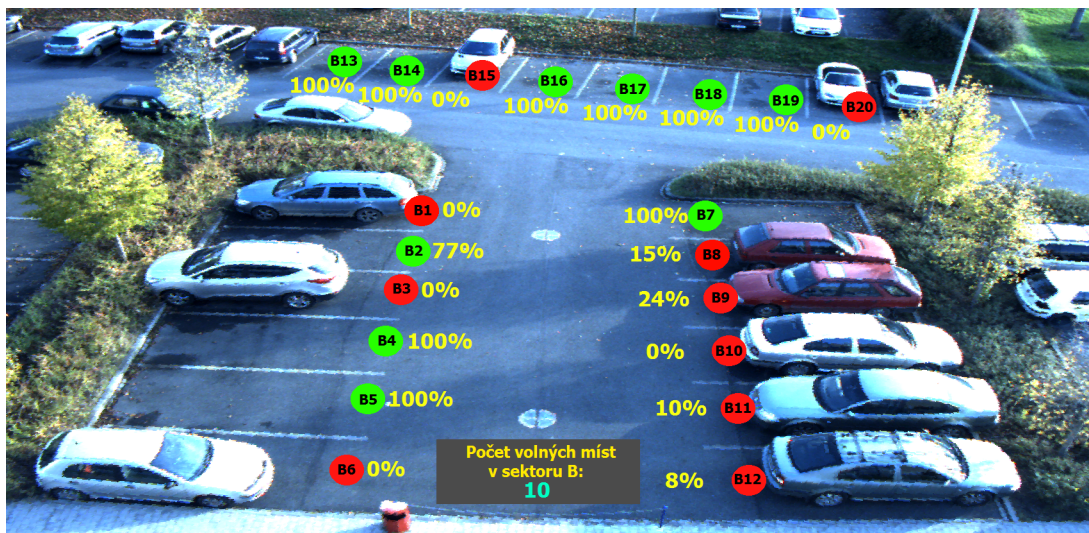 B13 B14 B15 B16 B17 B18 B19 B20
100% 100% 0% 100% 100% 100% 100% 0%
B1 0%
B2 77%
B3 0%
B4 100%
B5 100%
B6 0%
100% B7
15% B8
24% B9
0% B10
10% B11
8% B12
Počet volných míst
v sektoru B:
10